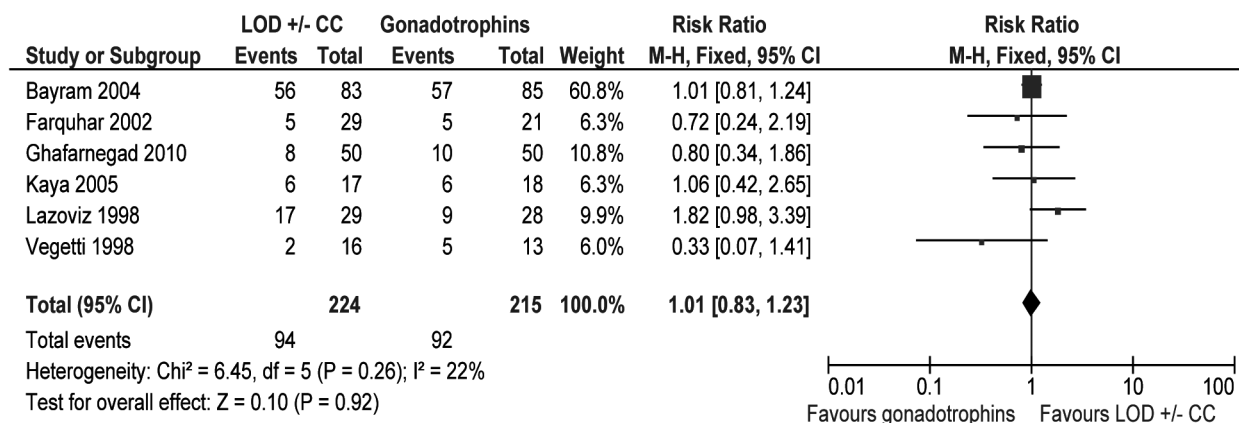 LOD +/- CC Gonadotrophins Risk Ratio Risk Ratio
Study or Subgroup Events Total Events Total Weight M-H, Fixed, 95% CI M-H, Fixed, 95% CI
Bayram 2004 56 83 57 85 60.8% 1.01 [0.81, 1.24]
Farquhar 2002 5 29 5 21 6.3% 0.72 [0.24, 2.19]
Ghafarnegad 2010 8 50 10 50 10.8% 0.80 [0.34, 1.86]
Kaya 2005 6 17 6 18 6.3% 1.06 [0.42, 2.65]
Lazoviz 1998 17 29 9 28 9.9% 1.82 [0.98, 3.39]
Vegetti 1998 2 16 5 13 6.0% 0.33 [0.07, 1.41]
Total (95% CI) 224 215 100.0% 1.01 [0.83, 1.23]
Total events 94 92
Heterogeneity: Chi² = 6.45, df = 5 (P = 0.26); I² = 22%
Test for overall effect: Z = 0.10 (P = 0.92)
0.01 0.1 1 10 100
Favours gonadotrophins Favours LOD +/- CC